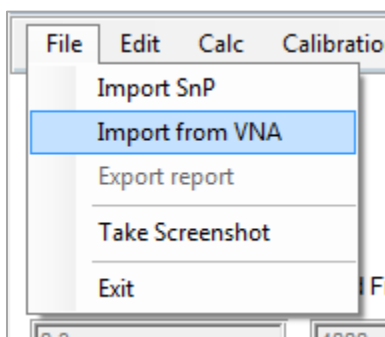 File Edit Calc Calibratio
Import SnP
Import from VNA
Export report
Take Screenshot
Exit